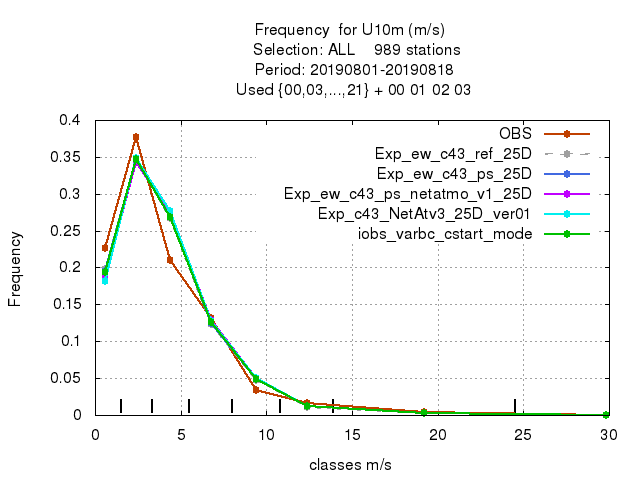 Frequency  for U10m (m/s)
Selection: ALL    989 stations
Period: 20190801-20190818
Used {00,03,...,21} + 00 01 02 03
OBS
Exp_ew_c43_ref_25D
Exp_ew_c43_ps_25D
Exp_ew_c43_ps_netatmo_v1_25D
Exp_c43_NetAtv3_25D_ver01
iobs_varbc_cstart_mode
0.4
0.35
0.3
0.25
0.2
0.15
0.1
0.05
0
Frequency
0 5 10 15 20 25 30
classes m/s